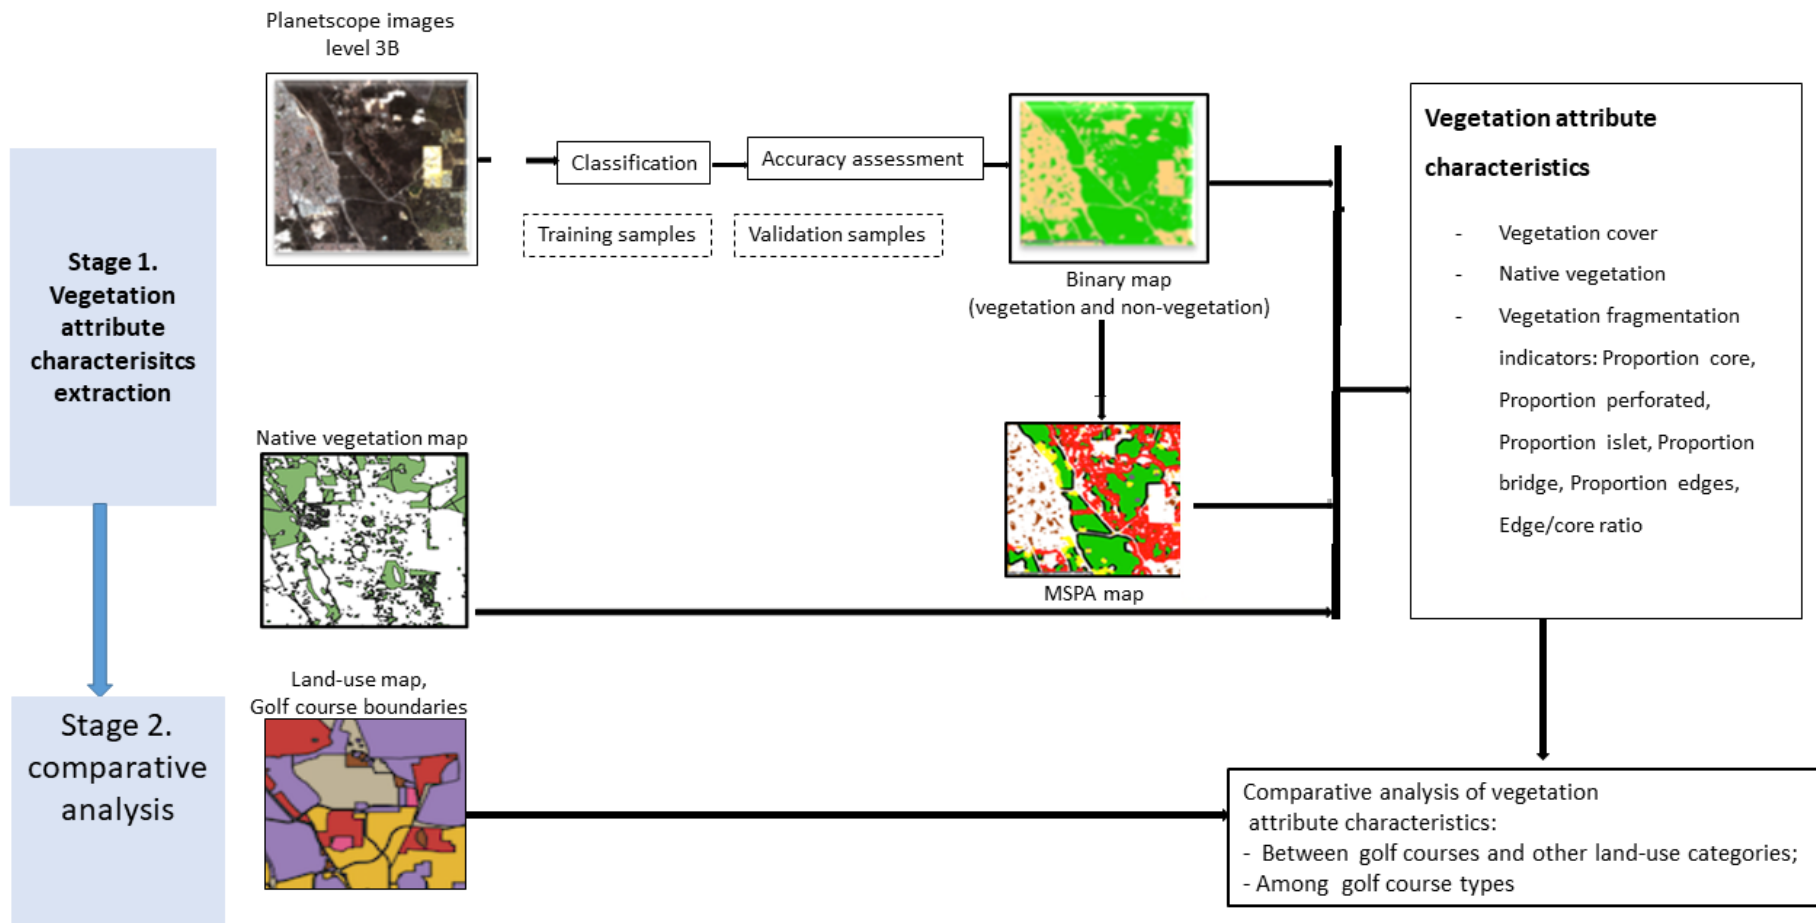 Planetscope images
level 3B
Stage 1.
Vegetation
attribute
characterisitcs
extraction
Classification
Accuracy assessment
Training samples
Validation samples
Binary map
(vegetation and non-vegetation)
Native vegetation map
MSPA map
Vegetation attribute
characteristics
- Vegetation cover
- Native vegetation
- Vegetation fragmentation
indicators: Proportion core,
Proportion perforated,
Proportion islet, Proportion
bridge, Proportion edges,
Edge/core ratio
Stage 2.
comparative
analysis
Land-use map,
Golf course boundaries
Comparative analysis of vegetation
attribute characteristics:
- Between golf courses and other land-use categories;
- Among golf course types